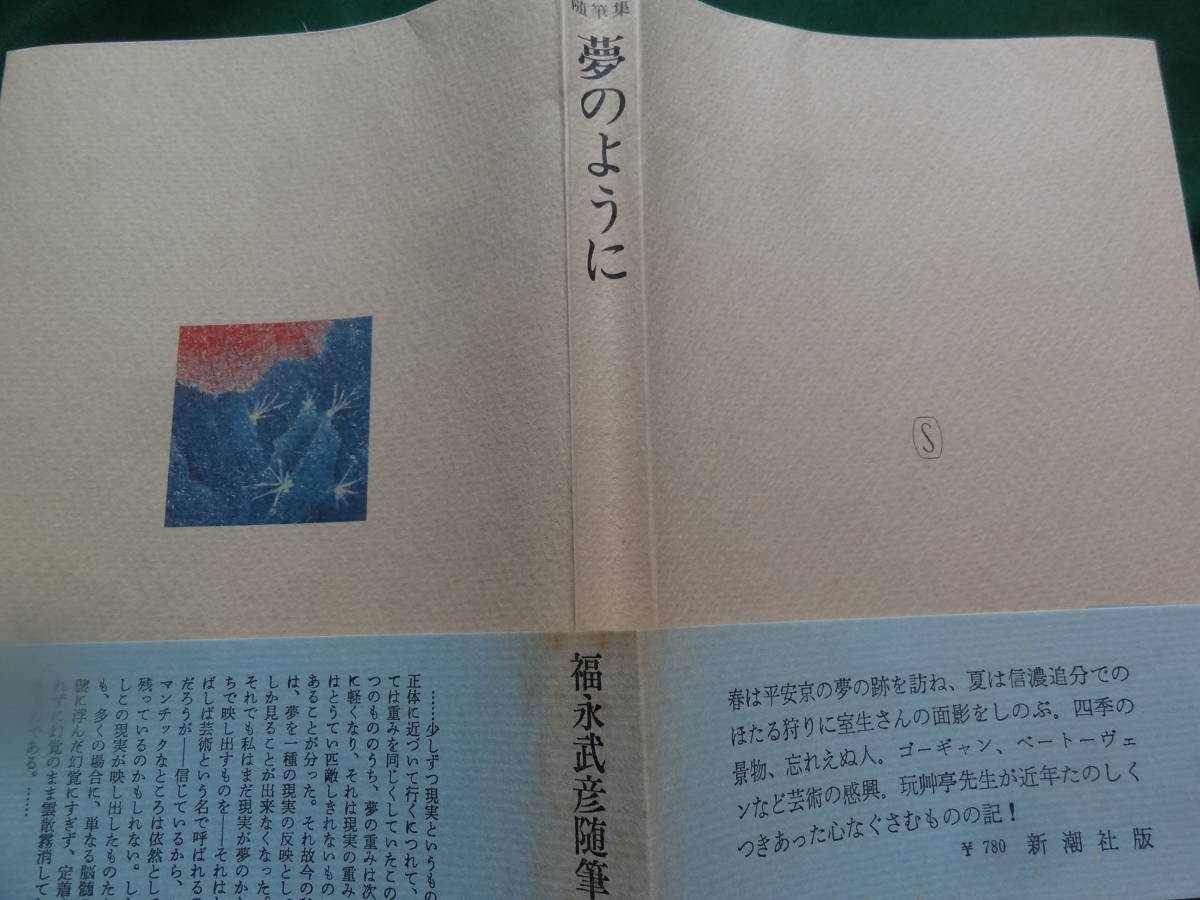 随筆集
夢のように
福永武彦随筆
S
……少しずつ現実というもの
正体に近づいて行くにつれて、
ては重みを同じくしていたこの
つのもののうち、夢の重みは次
に軽くなり、それは現実の重み
はとうてい匹敵しきれないもの
あることが分った。それ故今の
は、夢を一種の現実の反映として
しか見ることが出来なくなった。
それでも私はまだ現実が夢のか
ちで映し出すものを――それはし
ばしば芸術という名で呼ばれるの
だろうが――信じているから、
マンチックなところは依然として
残っているのかもしれない。し
しこの現実が映し出したものた
も、多くの場合に、単なる脳髄の
襞に浮んだ幻覚にすぎず、定着
れずに幻覚のまま雲散霧消して
のである。……
春は平安京の夢の跡を訪ね、夏は信濃追分での
ほたる狩りに室生さんの面影をしのぶ。四季の
景物、忘れえぬ人。ゴーギャン、ベートーヴェ
ンなど芸術の感興。玩艸亭先生が近年たのしく
つきあった心なぐさむものの記！
¥ 780 新潮社版